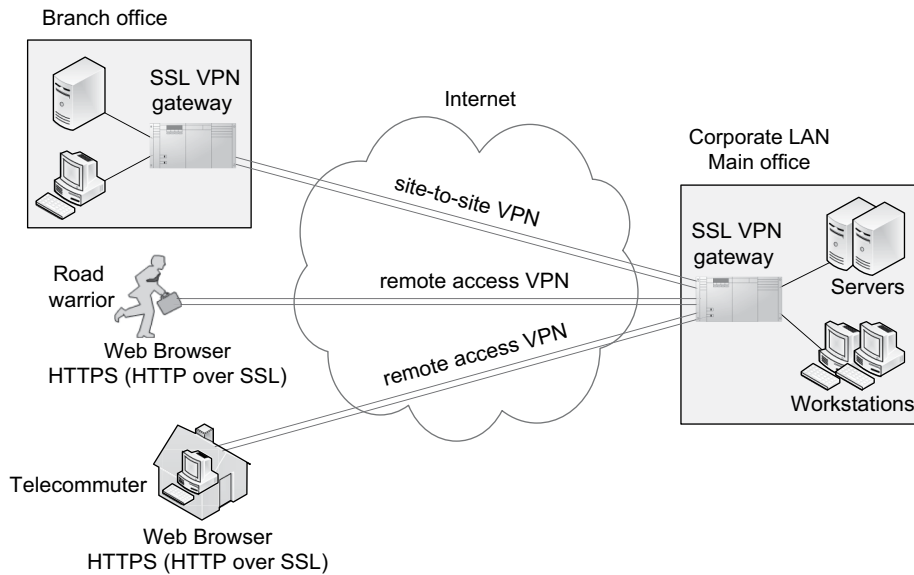 Branch office
SSL VPN
gateway
Internet
Corporate LAN
Main office
site-to-site VPN
SSL VPN
gateway
Servers
Road
warrior
remote access VPN
Web Browser
HTTPS (HTTP over SSL)
remote access VPN
Workstations
Telecommuter
Web Browser
HTTPS (HTTP over SSL)